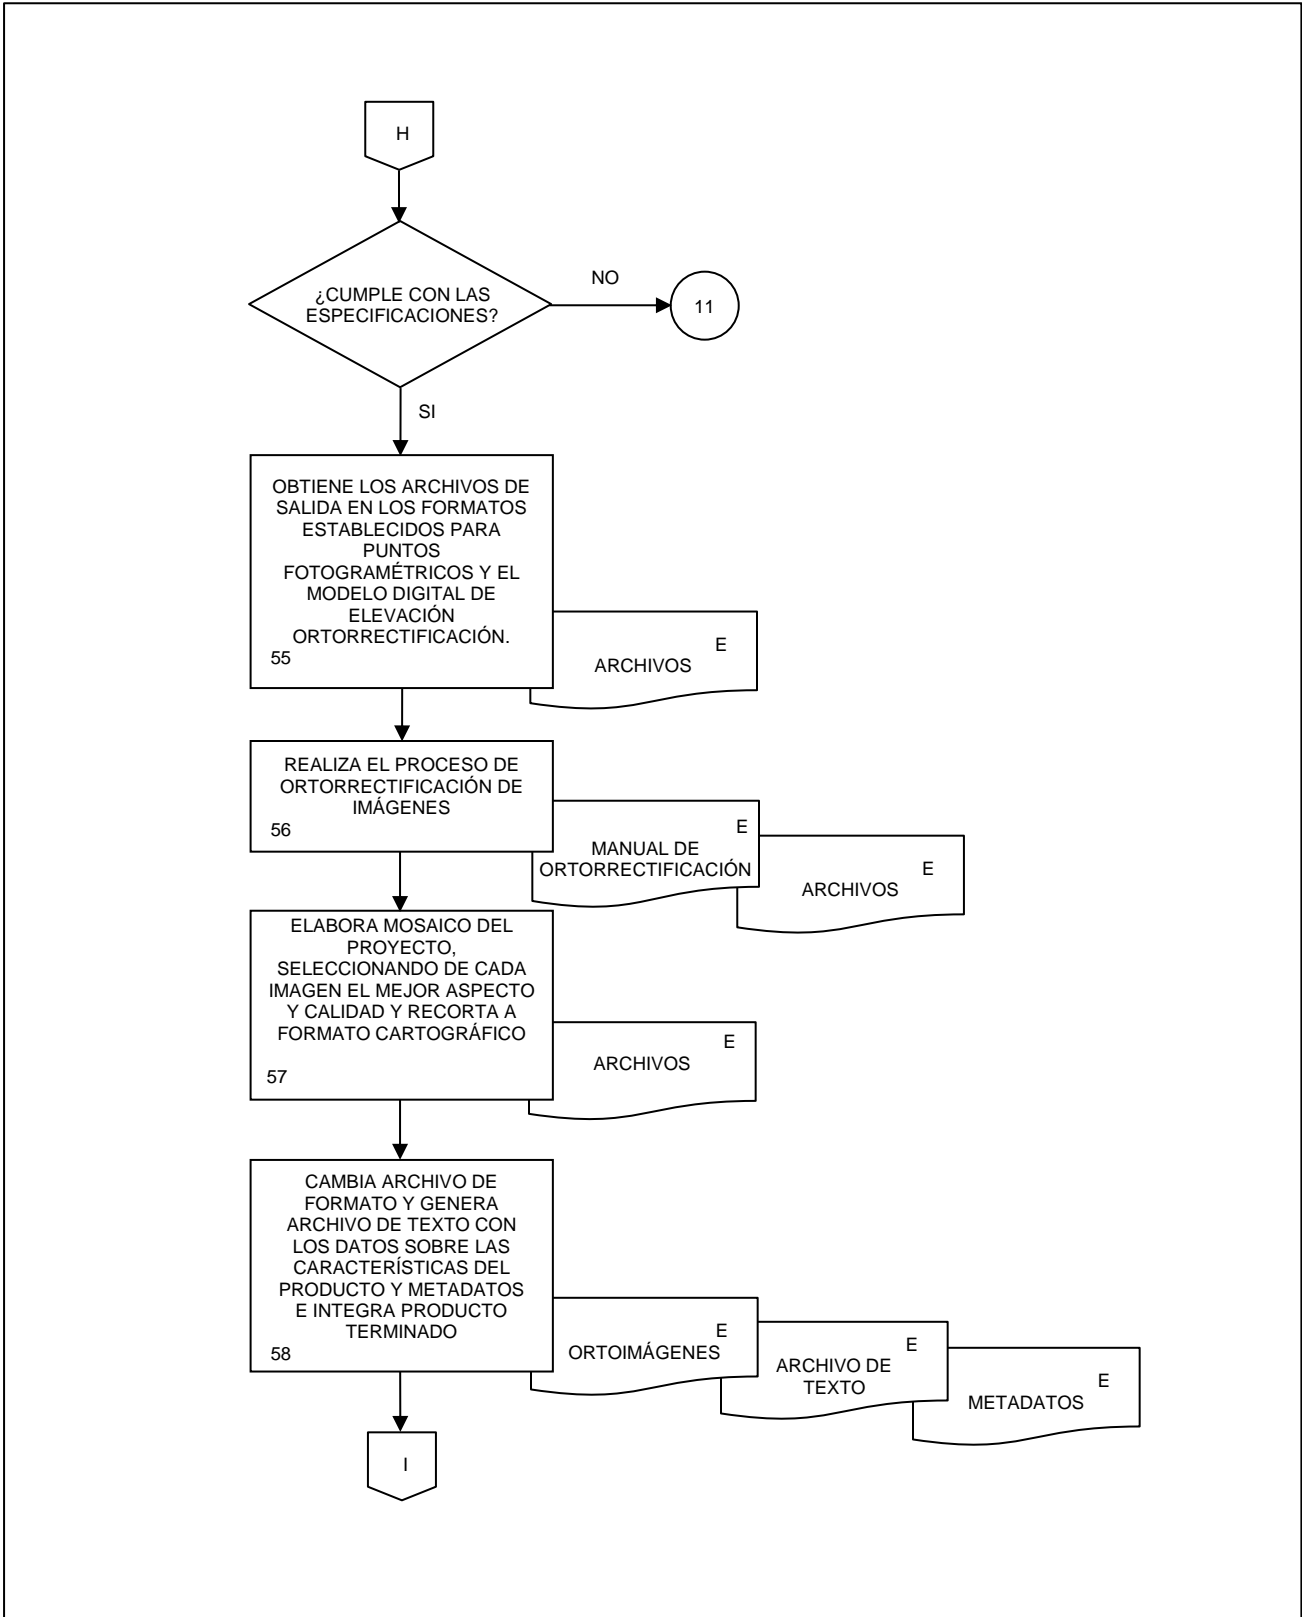 H
¿CUMPLE CON LAS
ESPECIFICACIONES?
NO
11
SI
OBTIENE LOS ARCHIVOS DE
SALIDA EN LOS FORMATOS
ESTABLECIDOS PARA
PUNTOS
FOTOGRAMÉTRICOS Y EL
MODELO DIGITAL DE
ELEVACIÓN
ORTORRECTIFICACIÓN.
55
E
ARCHIVOS
REALIZA EL PROCESO DE
ORTORRECTIFICACIÓN DE
IMÁGENES
56
E
MANUAL DE
ORTORRECTIFICACIÓN
E
ARCHIVOS
ELABORA MOSAICO DEL
PROYECTO,
SELECCIONANDO DE CADA
IMAGEN EL MEJOR ASPECTO
Y CALIDAD Y RECORTA A
FORMATO CARTOGRÁFICO
57
E
ARCHIVOS
CAMBIA ARCHIVO DE
FORMATO Y GENERA
ARCHIVO DE TEXTO CON
LOS DATOS SOBRE LAS
CARACTERÍSTICAS DEL
PRODUCTO Y METADATOS
E INTEGRA PRODUCTO
TERMINADO
58
E
ORTOIMÁGENES
E
ARCHIVO DE
TEXTO
E
METADATOS
I